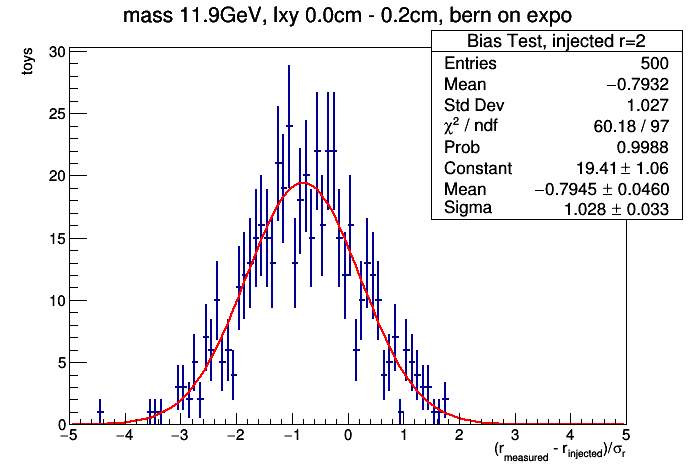 mass 11.9GeV, lxy 0.0cm - 0.2cm, bern on expo
toys
Bias Test, injected r=2
Entries 500
Mean −0.7932
Std Dev 1.027
χ² / ndf 60.18 / 97
Prob 0.9988
Constant 19.41 ± 1.06
Mean −0.7945 ± 0.0460
Sigma 1.028 ± 0.033
30
25
20
15
10
5
0
−5 −4 −3 −2 −1 0 1 2 3 4 5
(r_measured - r_injected)/σ_r